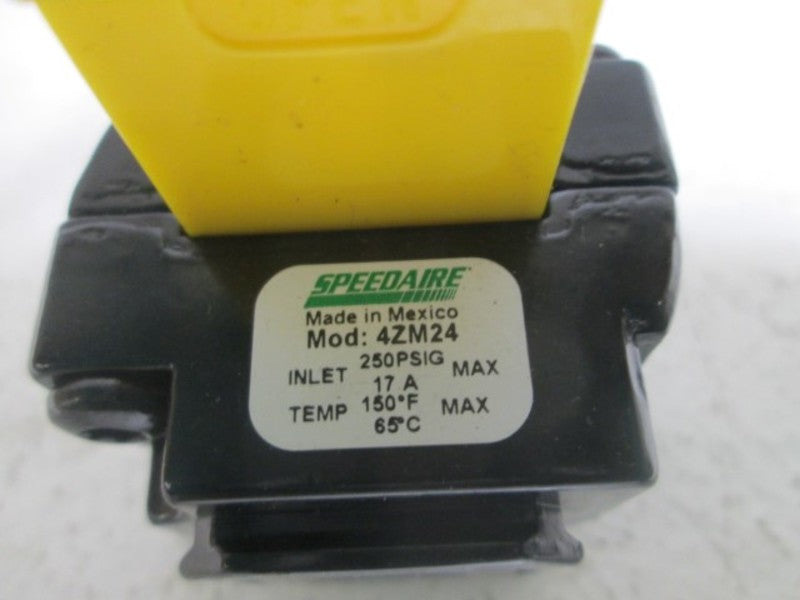 SPEEDAIRE
Made in Mexico
Mod: 4ZM24
INLET 250PSIG MAX
17 A
TEMP 150°F MAX
65°C